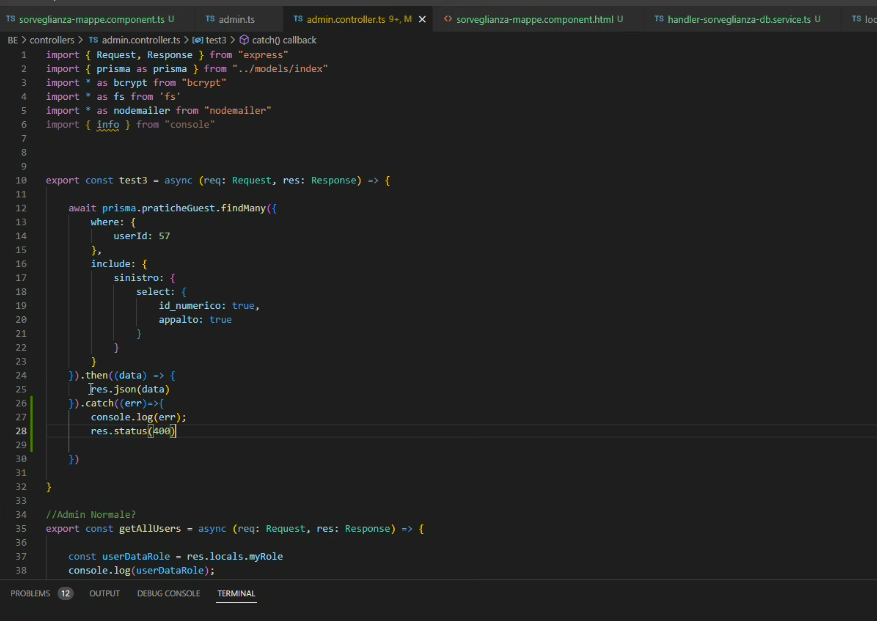 TS sorveglianza-mappe.component.ts U TS admin.ts TS admin.controller.ts 9+, M × <> sorveglianza-mappe.component.html U TS handler-sorveglianza-db.service.ts U TS loc
BE > controllers > TS admin.controller.ts > test3 > catch() callback
1 import { Request, Response } from "express"
2 import { prisma as prisma } from "../models/index"
3 import * as bcrypt from "bcrypt"
4 import * as fs from 'fs'
5 import * as nodemailer from "nodemailer"
6 import { info } from "console"
7
8
9
10 export const test3 = async (req: Request, res: Response) => {
11
12 await prisma.praticheGuest.findMany({
13 where: {
14 userId: 57
15 },
16 include: {
17 sinistro: {
18 select: {
19 id_numerico: true,
20 appalto: true
21 }
22 }
23 }
24 }).then((data) => {
25 res.json(data)
26 }).catch((err)=>{
27 console.log(err);
28 res.status(400)
29
30 })
31
32 }
33
34 //Admin Normale?
35 export const getAllUsers = async (req: Request, res: Response) => {
36
37 const userDataRole = res.locals.myRole
38 console.log(userDataRole);
PROBLEMS 12 OUTPUT DEBUG CONSOLE TERMINAL